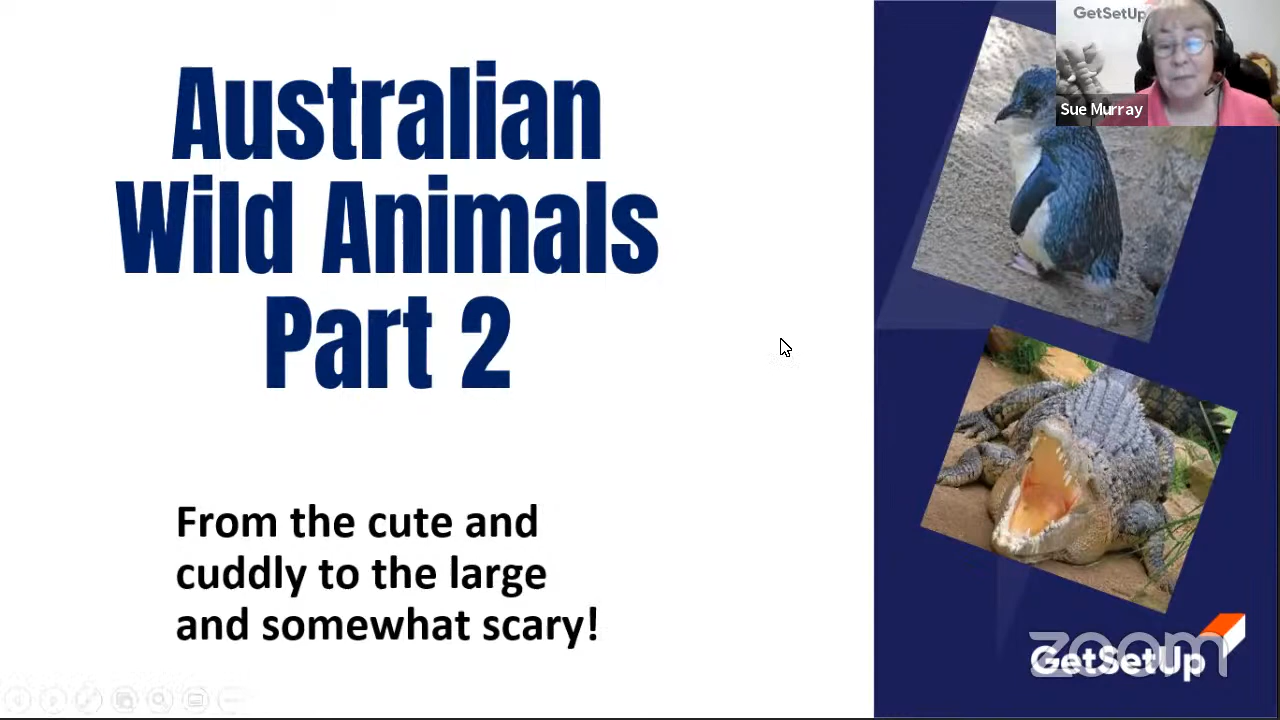 Australian
Wild Animals
Part 2
From the cute and
cuddly to the large
and somewhat scary!
GetSetUp
Sue Murray
zoom
GetSetUp